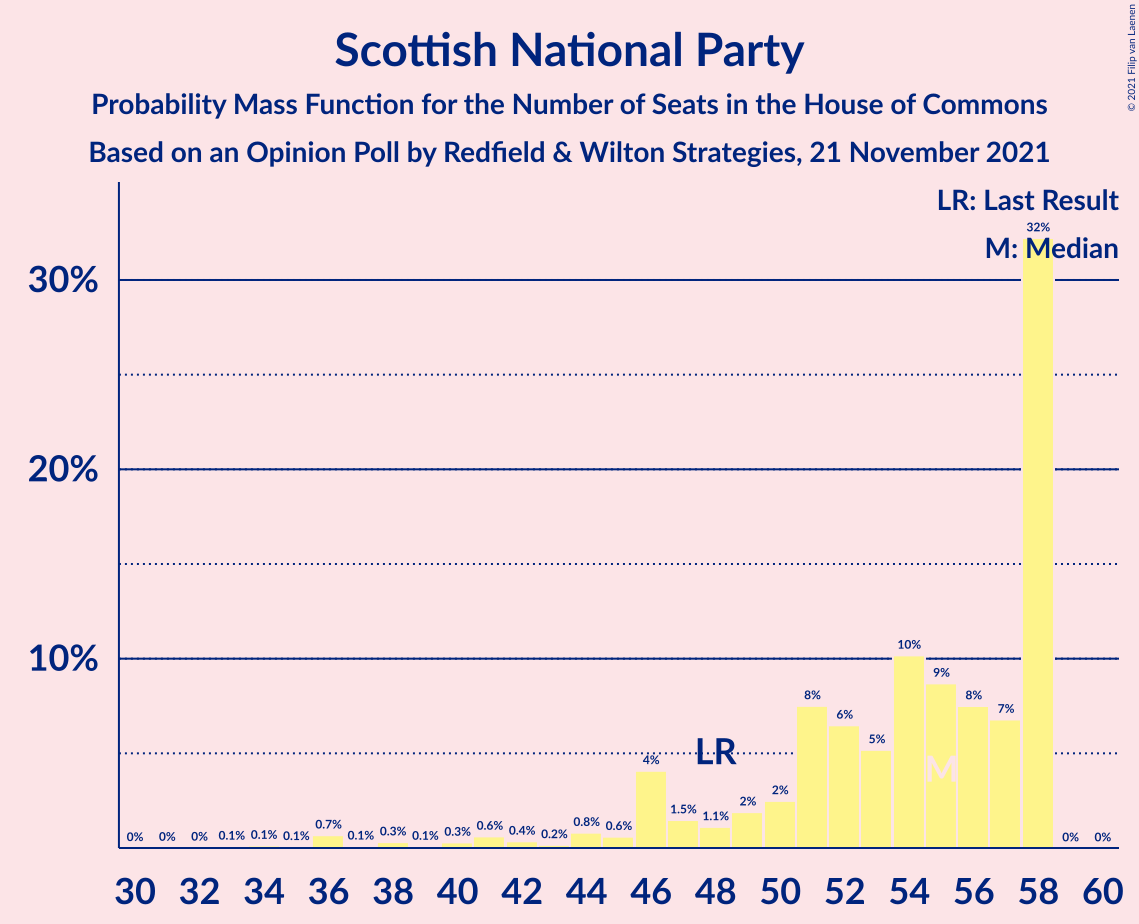 Scottish National Party
Probability Mass Function for the Number of Seats in the House of Commons
Based on an Opinion Poll by Redfield & Wilton Strategies, 21 November 2021
© 2021 Filip van Laenen
LR: Last Result
M: Median
30%
20%
10%
0% 0% 0% 0.1% 0.1% 0.1% 0.7% 0.1% 0.3% 0.1% 0.3% 0.6% 0.4% 0.2% 0.8% 0.6% 4% 1.5% 1.1% 2% 2% 8% 6% 5% 10% 9% 8% 7% 32% 0% 0%
LR
M
30 32 34 36 38 40 42 44 46 48 50 52 54 56 58 60